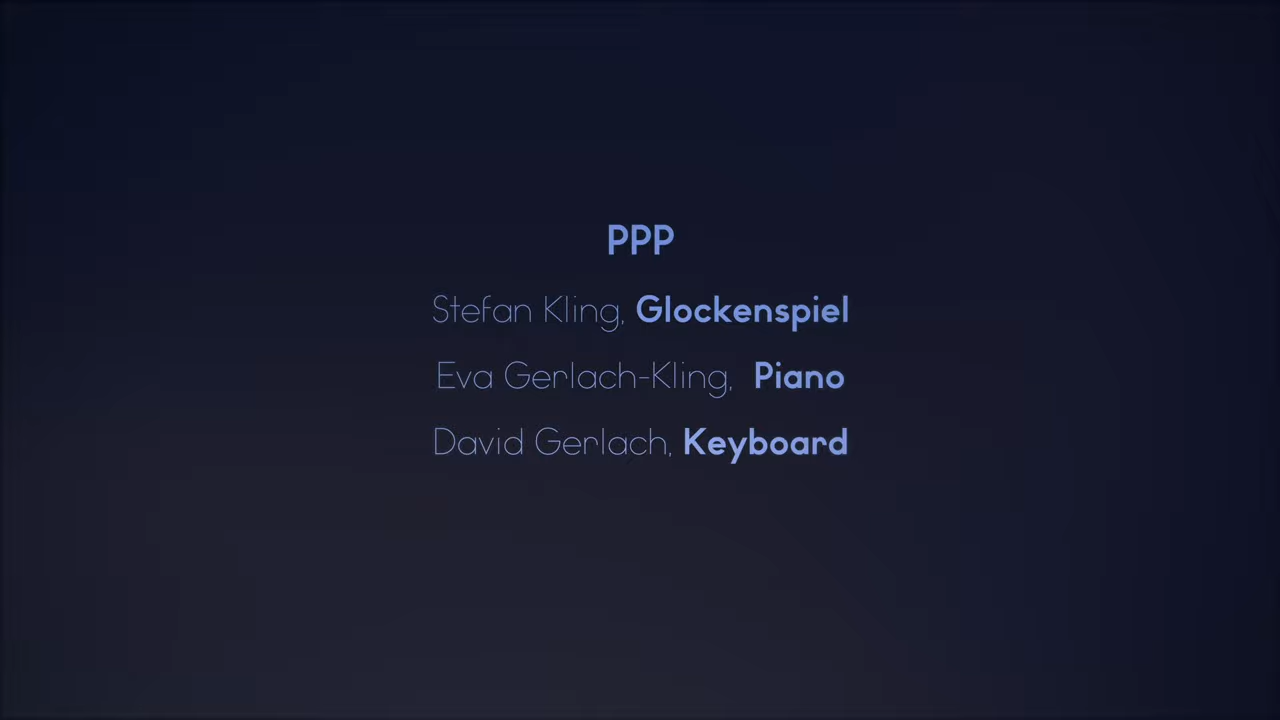 PPP
Stefan Kling, Glockenspiel
Eva Gerlach-Kling, Piano
David Gerlach, Keyboard